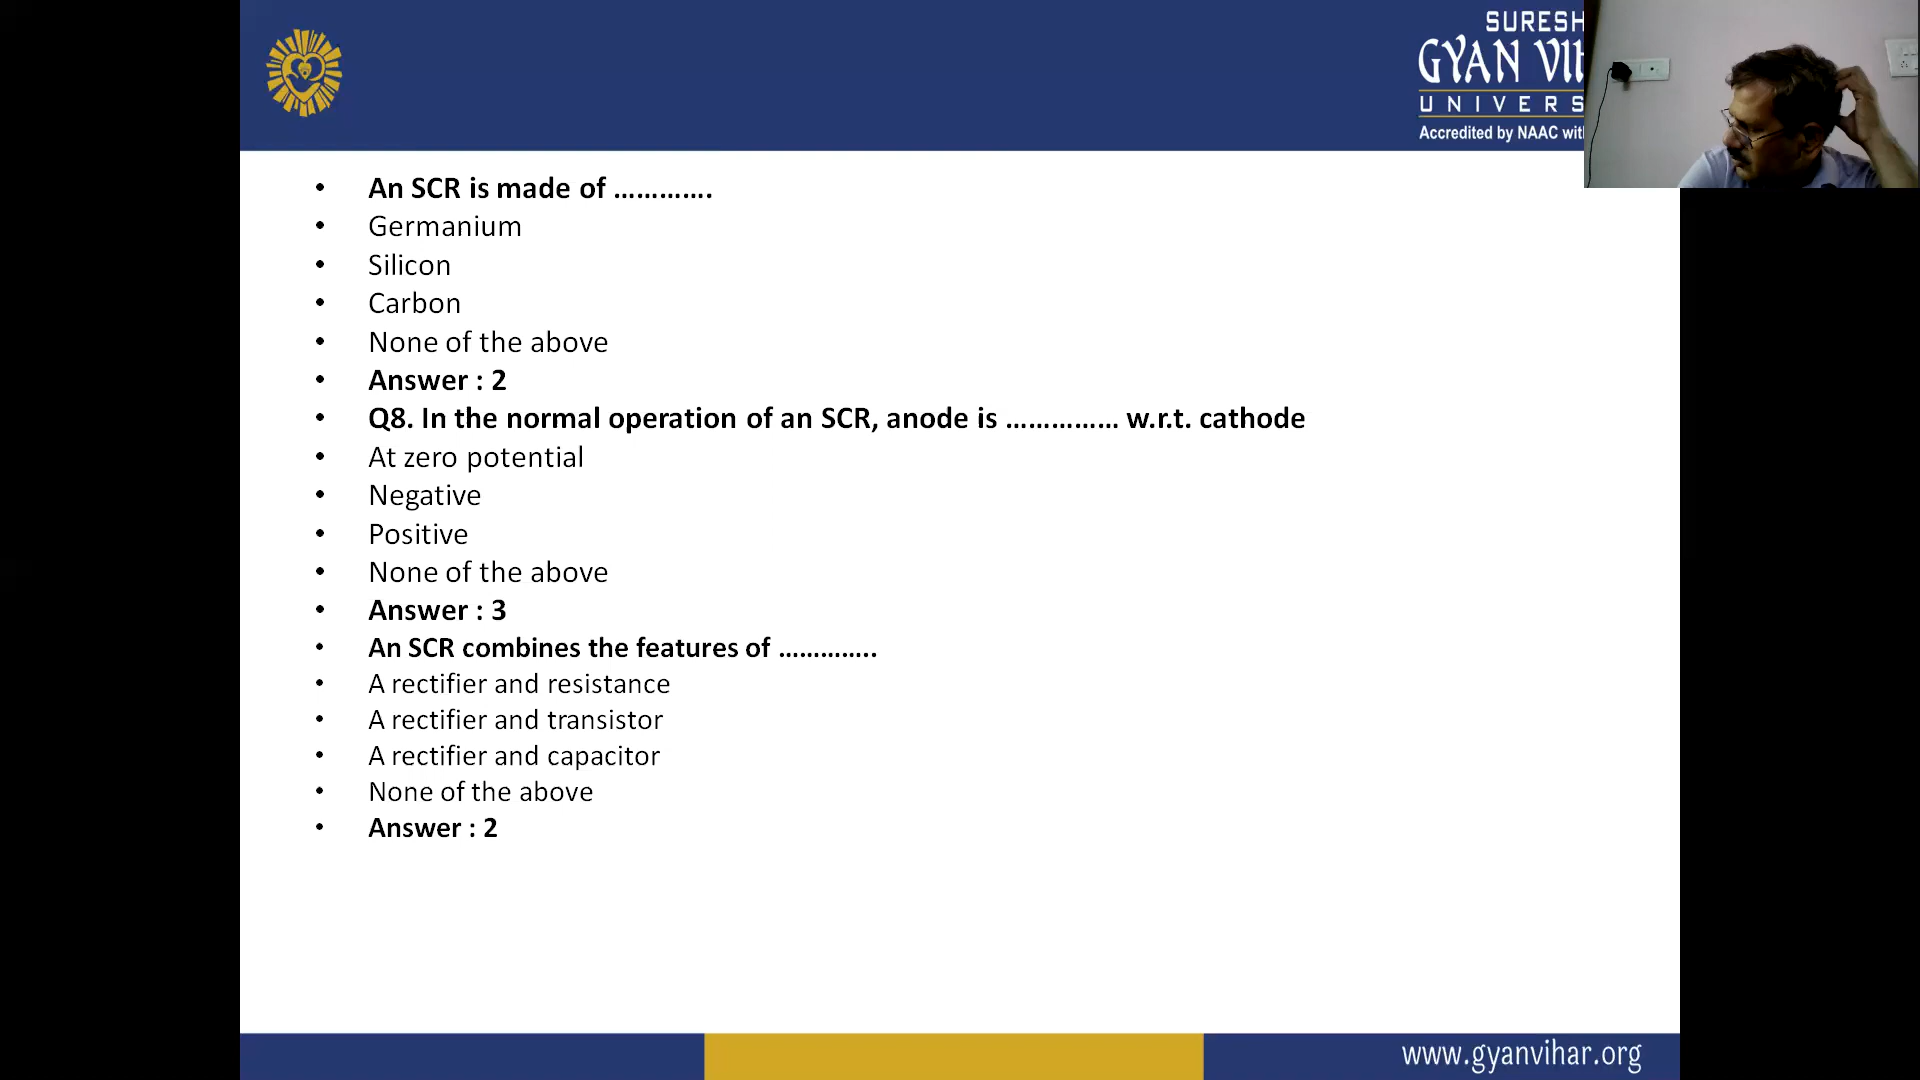 SURESH
GYAN VIH
UNIVERS
Accredited by NAAC with
• An SCR is made of ………….
• Germanium
• Silicon
• Carbon
• None of the above
• Answer : 2
• Q8. In the normal operation of an SCR, anode is …………… w.r.t. cathode
• At zero potential
• Negative
• Positive
• None of the above
• Answer : 3
• An SCR combines the features of …………..
• A rectifier and resistance
• A rectifier and transistor
• A rectifier and capacitor
• None of the above
• Answer : 2
www.gyanvihar.org